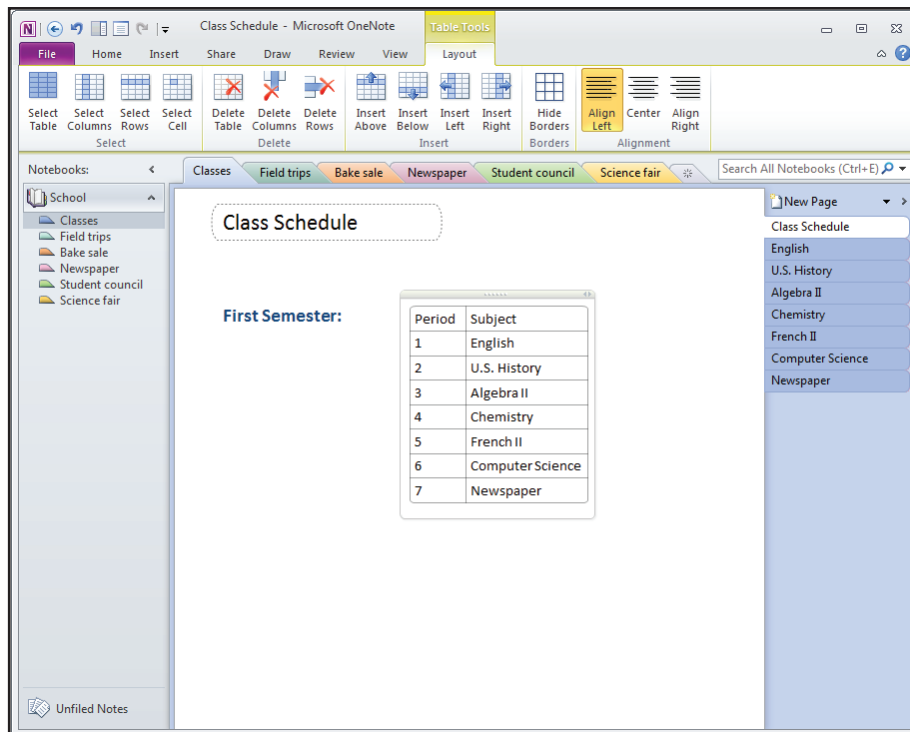 Class Schedule - Microsoft OneNote
Table Tools
File Home Insert Share Draw Review View Layout
Select Table
Select Columns
Select Rows
Select Cell
Delete Table
Delete Columns
Delete Rows
Insert Above
Insert Below
Insert Left
Insert Right
Hide Borders
Align Left
Center
Align Right
Select Delete Insert Borders Alignment
Notebooks:
School
Classes
Field trips
Bake sale
Newspaper
Student council
Science fair
Unfiled Notes
Classes Field trips Bake sale Newspaper Student council Science fair
Search All Notebooks (Ctrl+E)
Class Schedule
First Semester:
Period Subject
1 English
2 U.S. History
3 Algebra II
4 Chemistry
5 French II
6 Computer Science
7 Newspaper
New Page
Class Schedule
English
U.S. History
Algebra II
Chemistry
French II
Computer Science
Newspaper